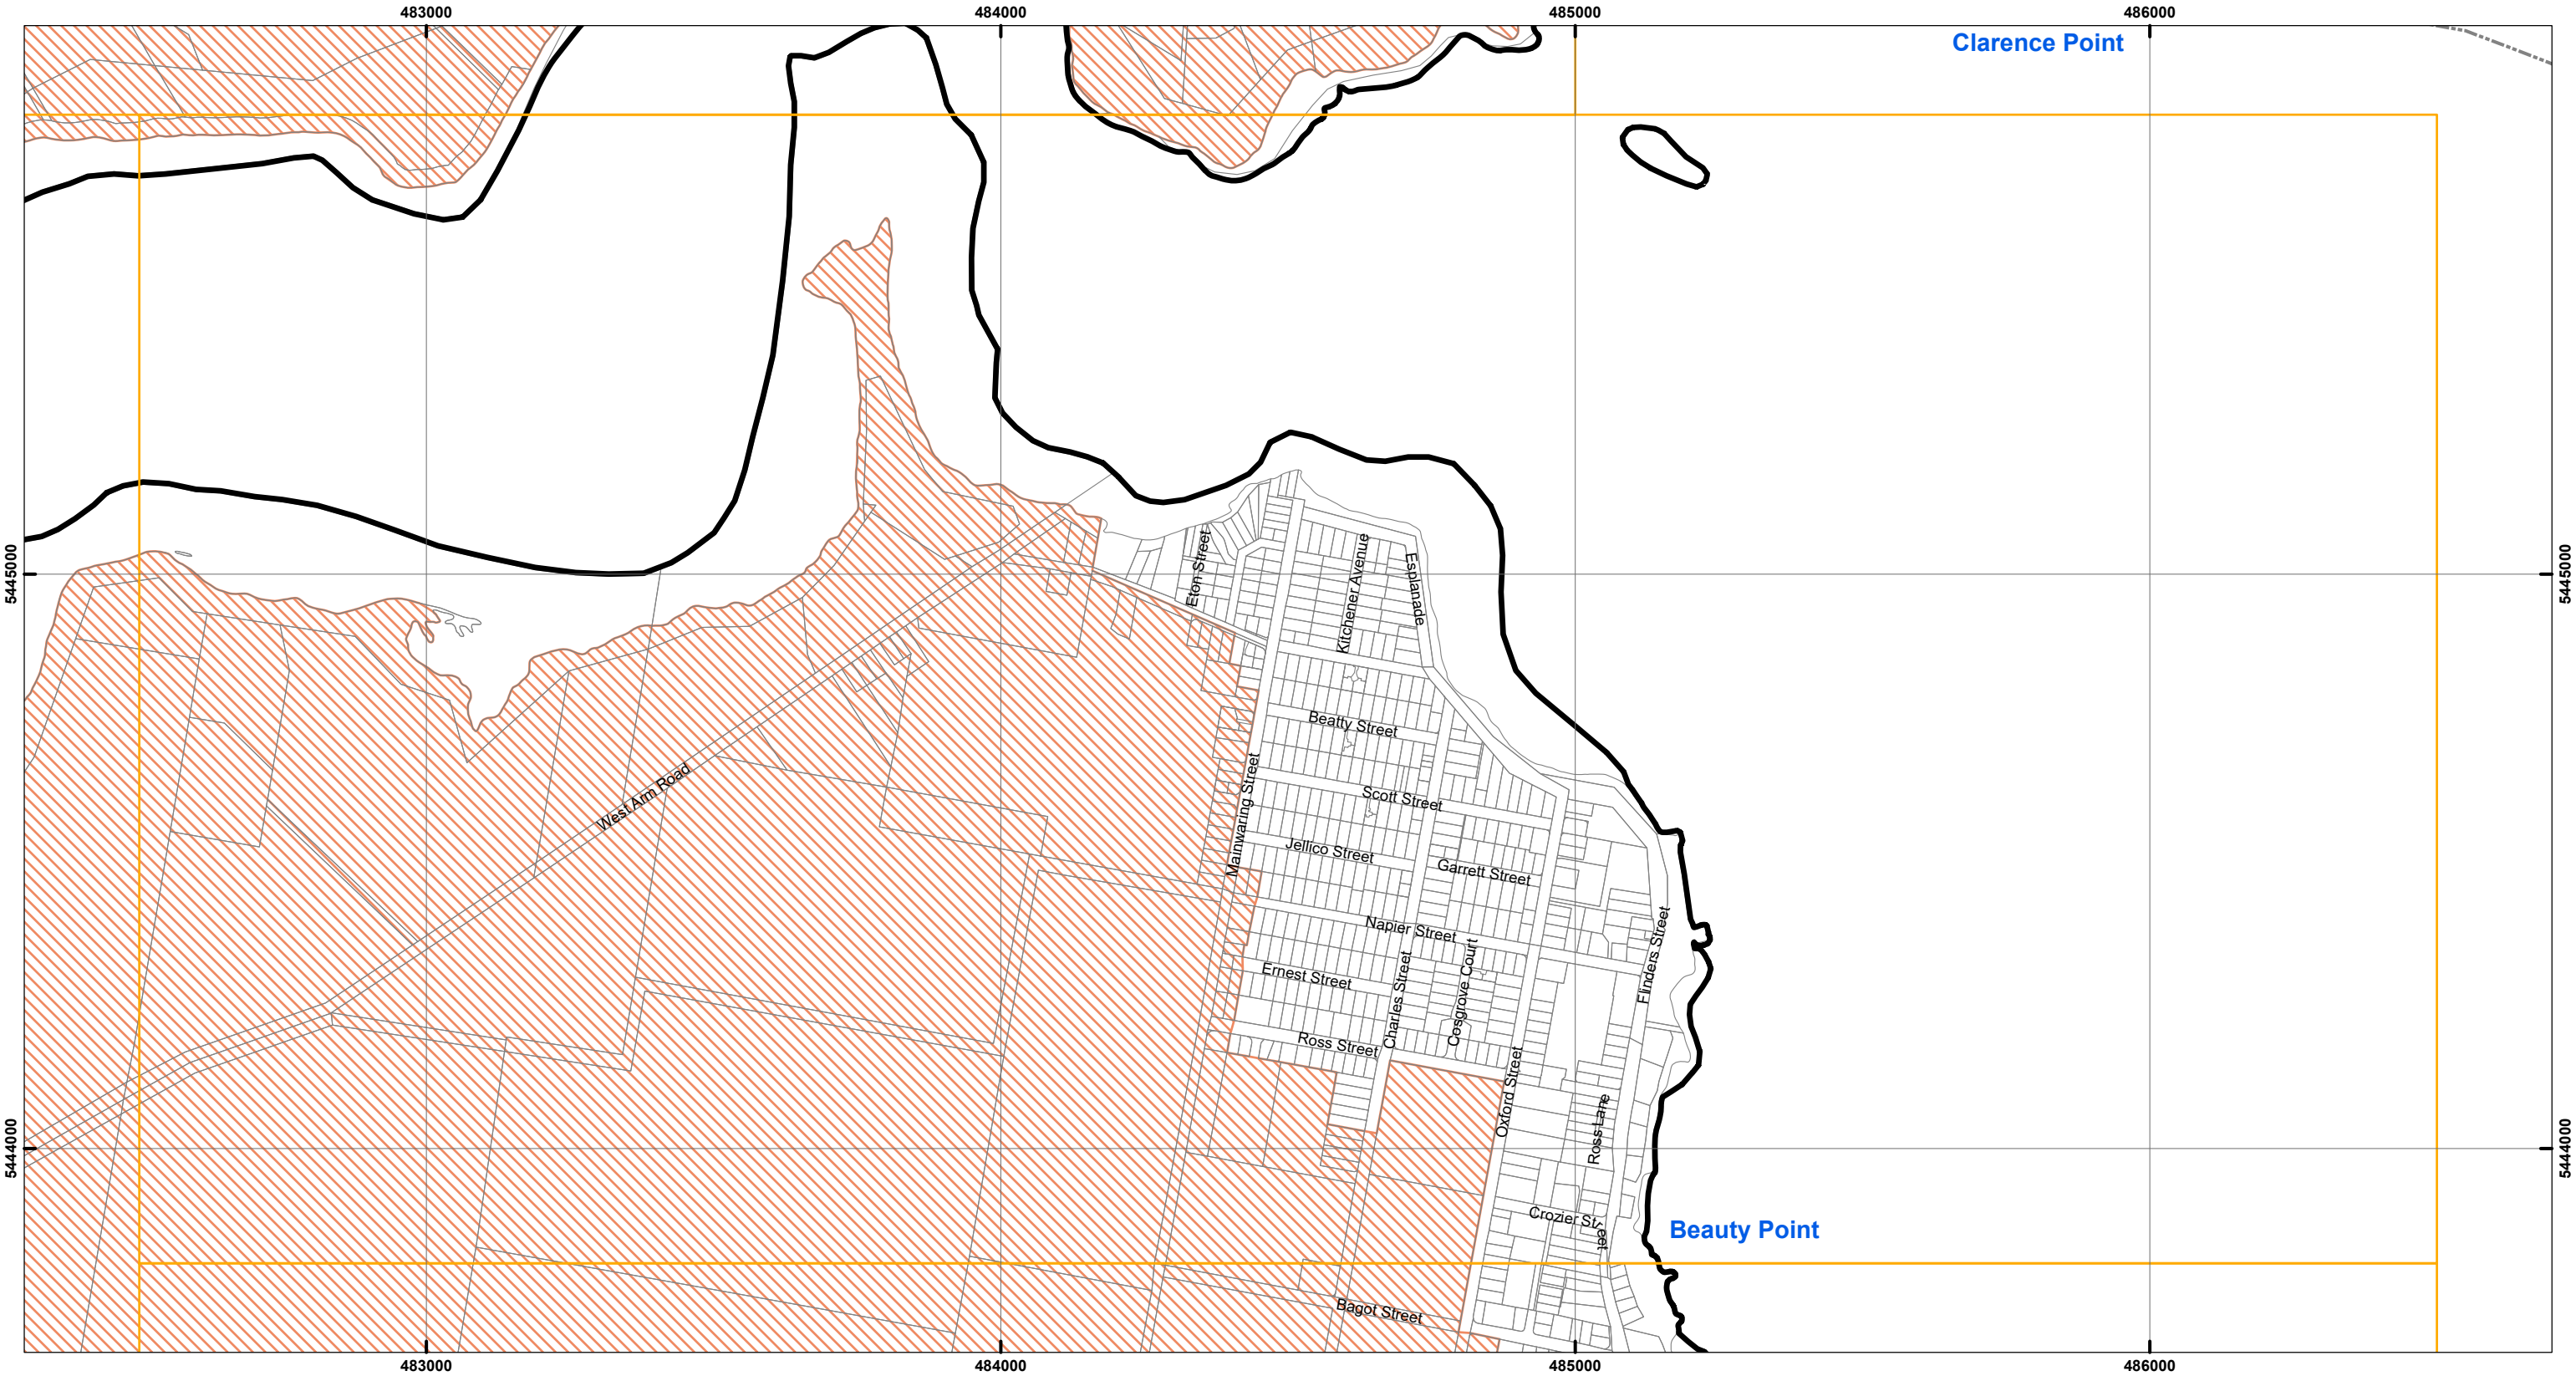 483000
484000
485000
486000
Clarence Point
5445000
5445000
Eton Street
Kitchener Avenue
Esplanade
Beatty Street
West Arm Road
Mainwaring Street
Scott Street
Jellico Street
Garrett Street
Napier Street
Flinders Street
Ernest Street
Charles Street
Cosgrove Court
Ross Street
Oxford Street
Ross Lane
5444000
5444000
Crozier Street
Beauty Point
Bagot Street
483000
484000
485000
486000